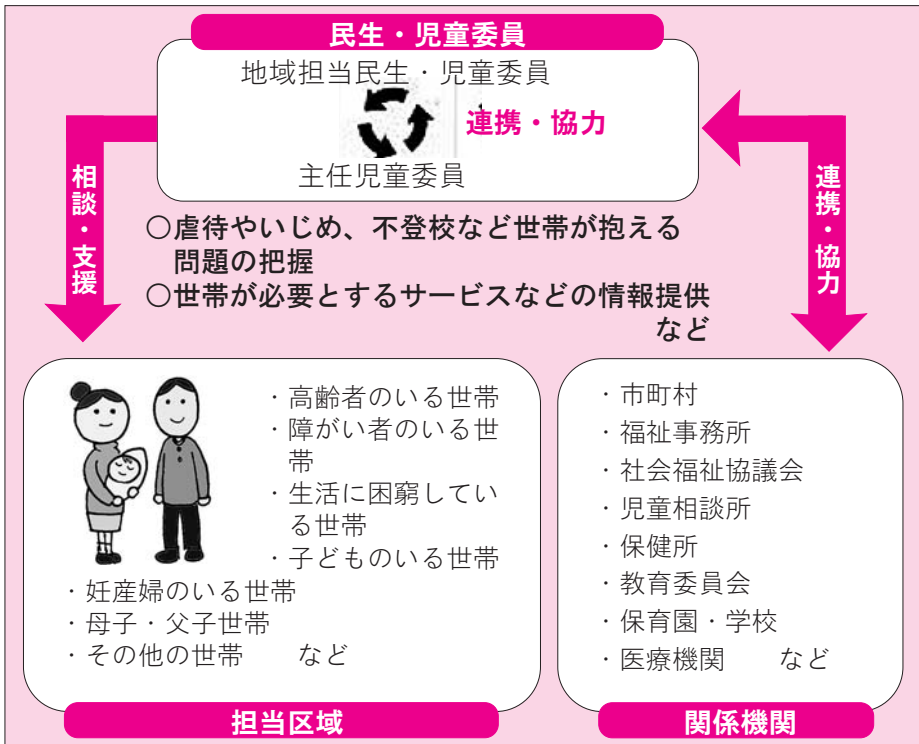 民生・児童委員
地域担当民生・児童委員
連携・協力
主任児童委員
相談・支援
連携・協力
○虐待やいじめ、不登校など世帯が抱える
問題の把握
○世帯が必要とするサービスなどの情報提供
など
・高齢者のいる世帯
・障がい者のいる世
帯
・生活に困窮してい
る世帯
・子どものいる世帯
・妊産婦のいる世帯
・母子・父子世帯
・その他の世帯　　など
担当区域
・市町村
・福祉事務所
・社会福祉協議会
・児童相談所
・保健所
・教育委員会
・保育園・学校
・医療機関　　など
関係機関